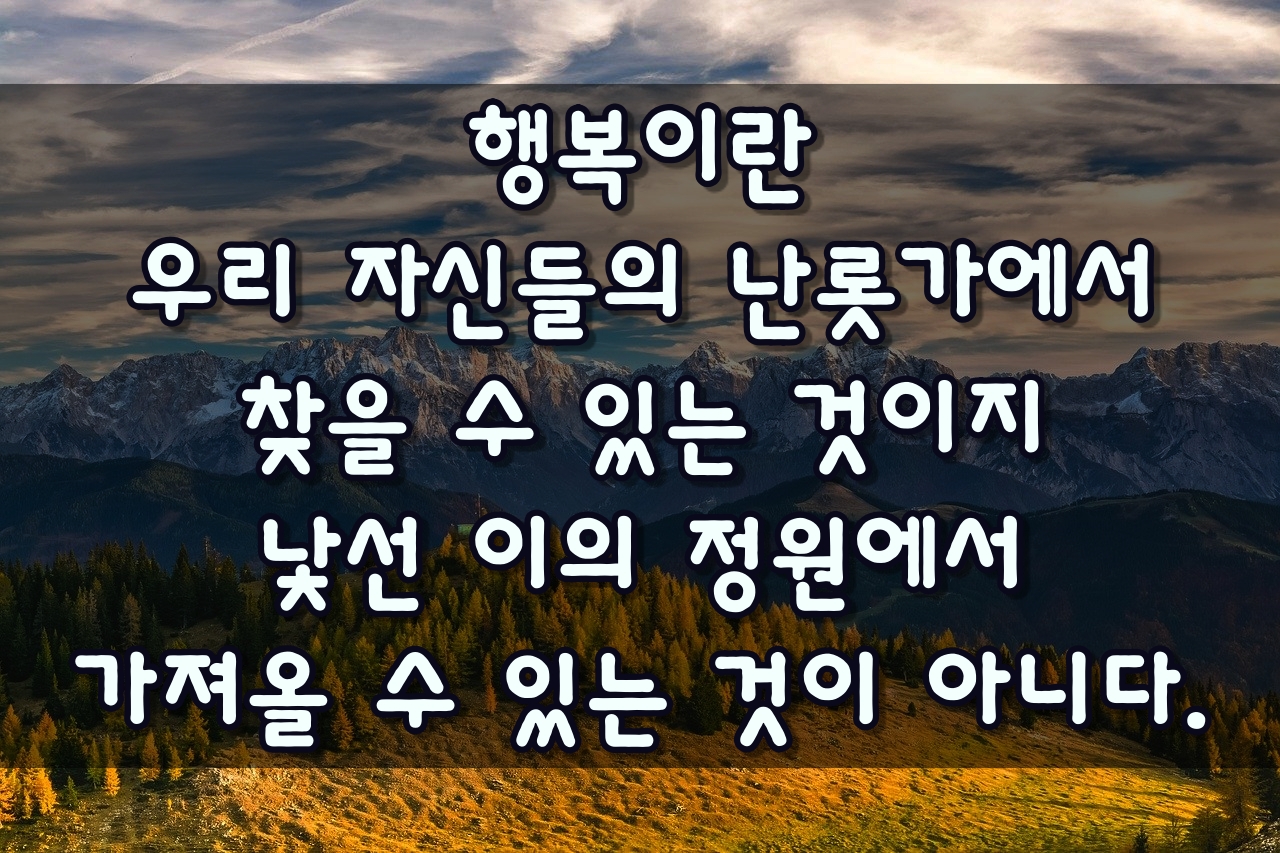 행복이란
우리 자신들의 난롯가에서
찾을 수 있는 것이지
낯선 이의 정원에서
가져올 수 있는 것이 아니다.